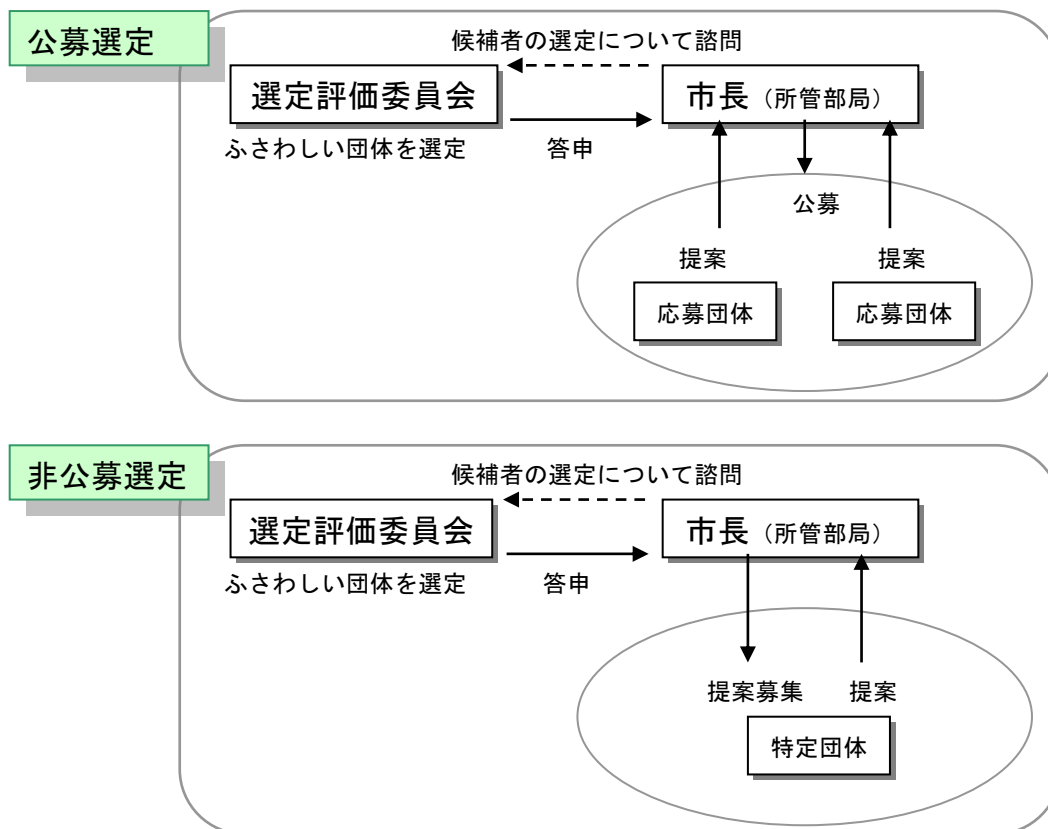 公募選定
候補者の選定について諮問
選定評価委員会
市長（所管部局）
ふさわしい団体を選定
答申
公募
提案
提案
応募団体
応募団体
非公募選定
候補者の選定について諮問
選定評価委員会
市長（所管部局）
ふさわしい団体を選定
答申
提案募集
提案
特定団体